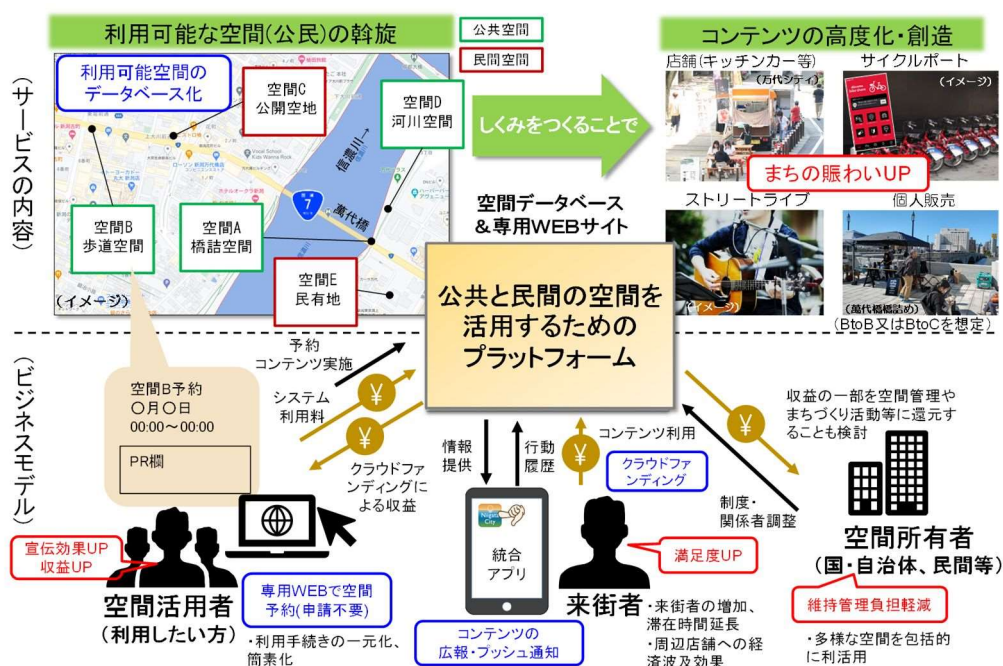 利用可能な空間(公民)の斡旋
公共空間
民間空間
コンテンツの高度化・創造
(サービスの内容)
利用可能空間の
データベース化
空間C
公開空地
空間D
河川空間
信濃川→
7
萬代橋
空間B
歩道空間
空間A
橋詰空間
空間E
民有地
(イメージ)
しくみをつくることで
店舗(キッチンカー等)
(万代シティ)
サイクルポート
(イメージ)
まちの賑わいUP
ストリートライブ
(イメージ)
個人販売
(萬代橋橋詰め)
(BtoB又はBtoCを想定)
空間データベース
&専用WEBサイト
公共と民間の空間を
活用するための
プラットフォーム
(ビジネスモデル)
空間B予約
〇月〇日
00:00～00:00
PR欄
予約
コンテンツ実施
システム
利用料
¥
¥
クラウドファ
ンディングに
よる収益
情報
提供
行動
履歴
¥
コンテンツ利用
クラウドファ
ンディング
¥
収益の一部を空間管理や
まちづくり活動等に還元す
ることも検討
制度・
関係者調整
宣伝効果UP
収益UP
空間活用者
(利用したい方)
専用WEBで空間
予約(申請不要)
・利用手続きの一元化、
簡素化
Niigata
City
統合
アプリ
コンテンツの
広報・プッシュ通知
満足度UP
来街者
・来街者の増加、
滞在時間延長
・周辺店舗への経
済波及効果
空間所有者
(国・自治体、民間等)
維持管理負担軽減
・多様な空間を包括的
に利活用